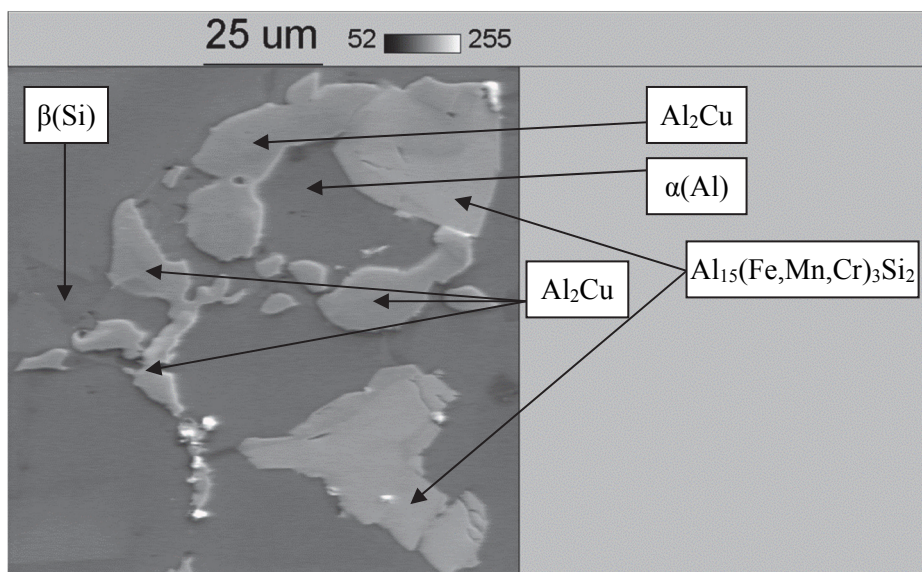 25 um 52 255
β(Si)
Al₂Cu
α(Al)
Al₁₅(Fe,Mn,Cr)₃Si₂
Al₂Cu